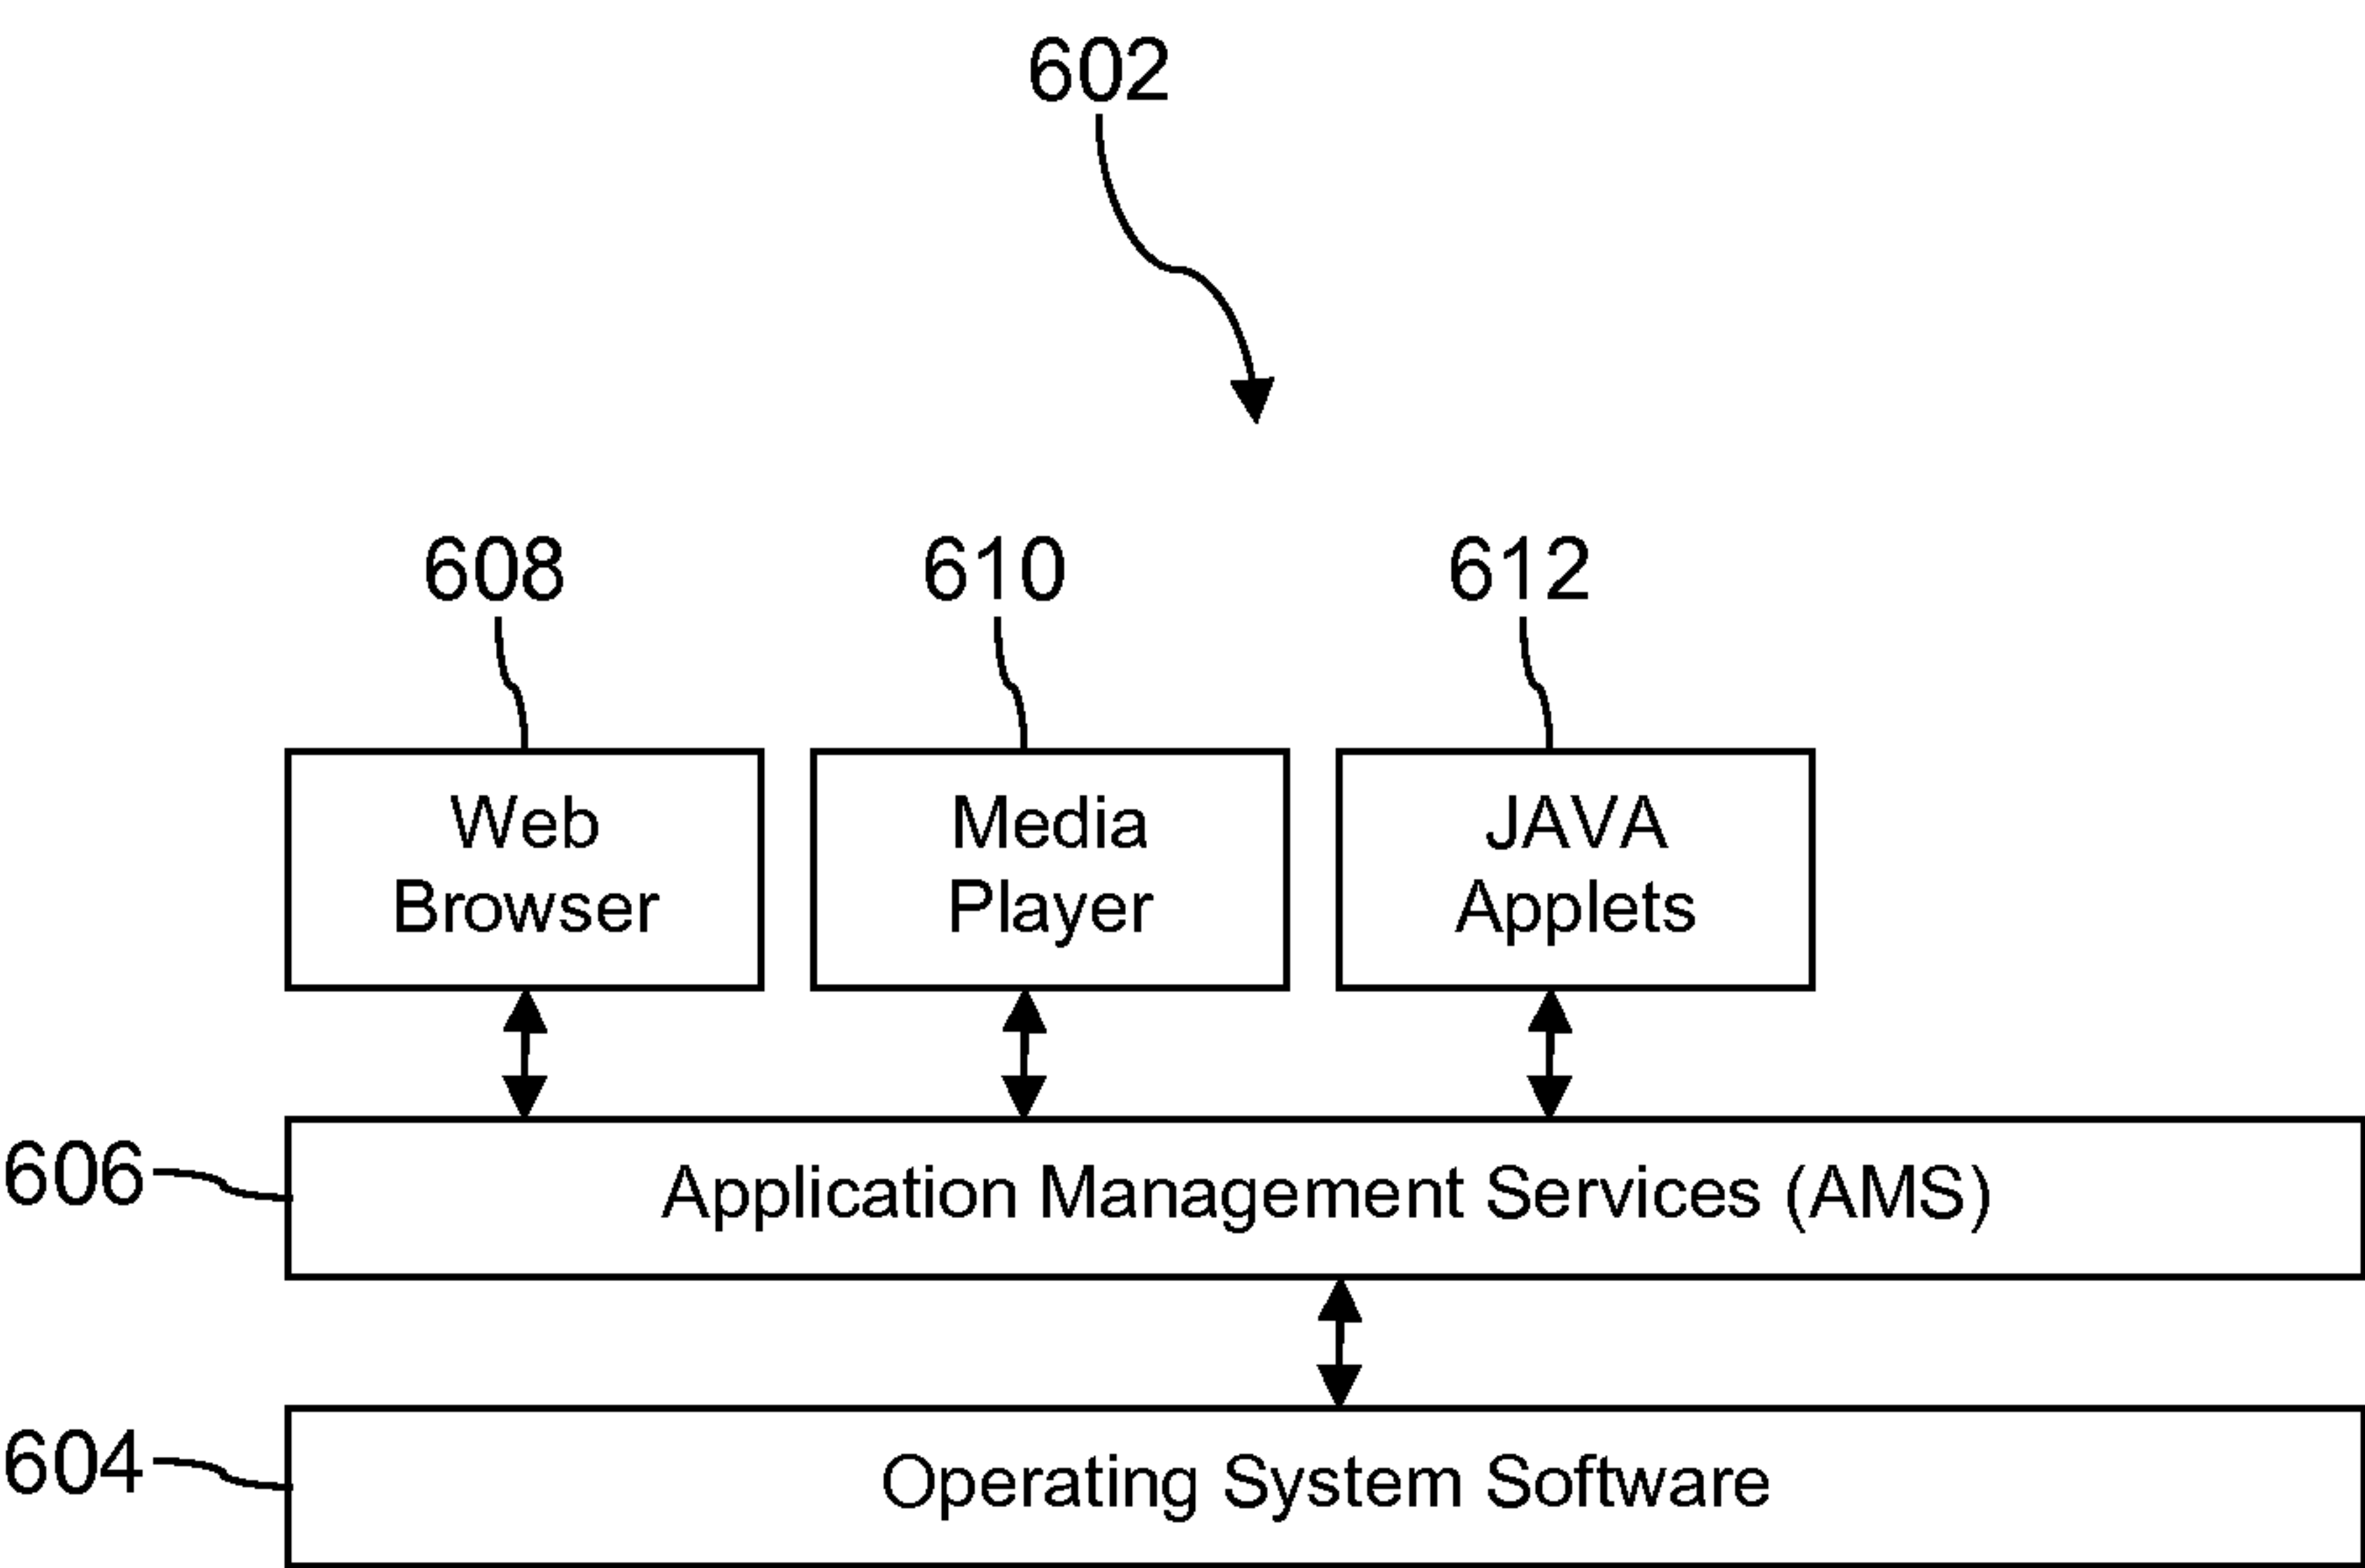 602
608
610
612
Web
Browser
Media
Player
JAVA
Applets
606
Application Management Services (AMS)
604
Operating System Software